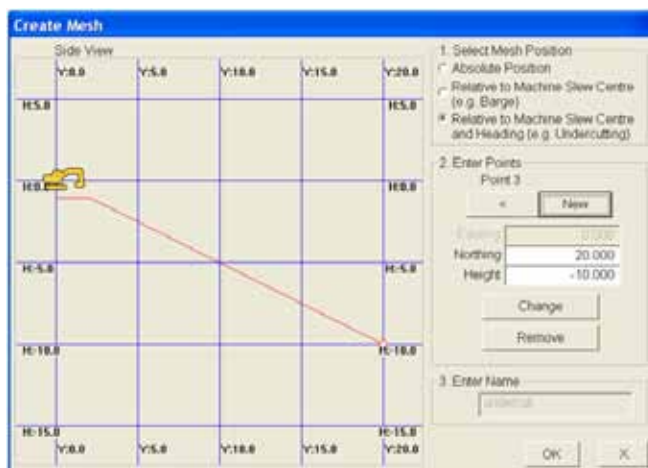 Create Mesh
Side View
Y:0.0 Y:5.0 Y:10.0 Y:15.0 Y:20.0
H:5.0 H:5.0
H:0.0 H:0.0
H:-5.0 H:-5.0
H:-10.0 H:-10.0
H:-15.0 H:-15.0
Y:0.0 Y:5.0 Y:10.0 Y:15.0 Y:20.0
1. Select Mesh Position
Absolute Position
Relative to Machine Slew Centre
(e.g. Barge)
Relative to Machine Slew Centre
and Heading (e.g. Undercutting)
2. Enter Points
Point 3
< New
Easting 0.000
Northing 20.000
Height -10.000
Change
Remove
3. Enter Name
undercut
OK X